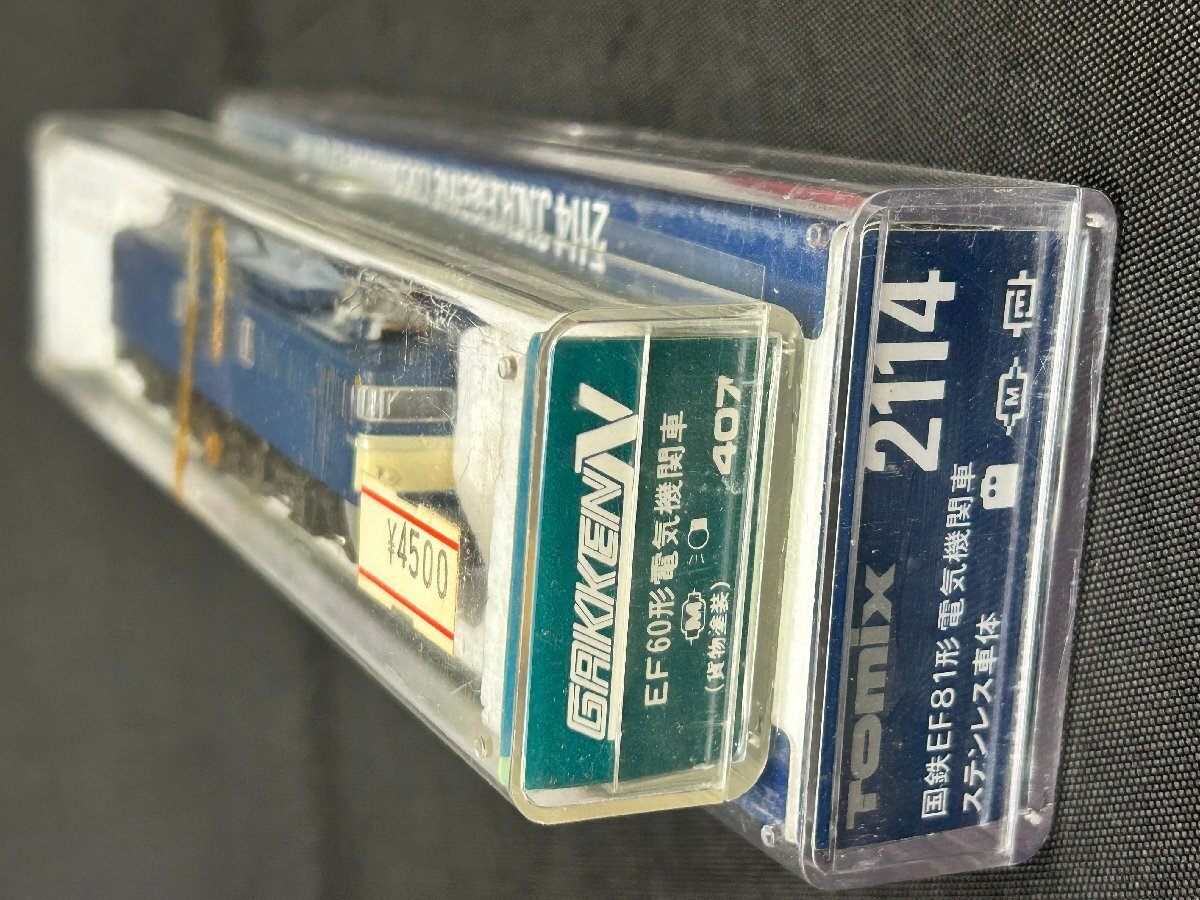 GAKKEN N
EF60形電気機関車
M
(貨物塗装)
407
¥4500
TOMIX
2114
国鉄EF81形電気機関車
ステンレス車体
M
2114 J.N.R.